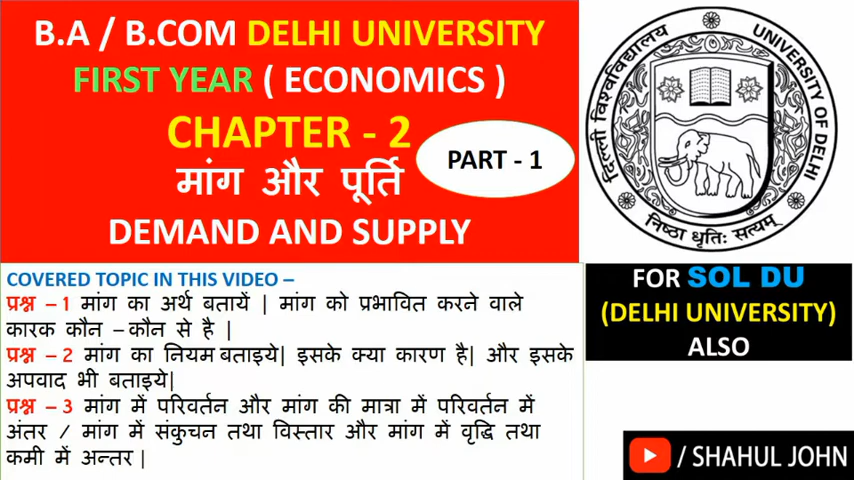 B.A / B.COM DELHI UNIVERSITY
FIRST YEAR ( ECONOMICS )
CHAPTER - 2
PART - 1
मांग और पूर्ति
DEMAND AND SUPPLY
दिल्ली विश्वविद्यालय
UNIVERSITY OF DELHI
निष्ठा धृतिः सत्यम्
COVERED TOPIC IN THIS VIDEO –
प्रश्न – 1 मांग का अर्थ बतायें | मांग को प्रभावित करने वाले
कारक कौन – कौन से है |
प्रश्न – 2 मांग का नियम बताइये| इसके क्या कारण है| और इसके
अपवाद भी बताइये|
प्रश्न – 3 मांग में परिवर्तन और मांग की मात्रा में परिवर्तन में
अंतर / मांग में संकुचन तथा विस्तार और मांग में वृद्धि तथा
कमी में अन्तर |
FOR SOL DU
(DELHI UNIVERSITY)
ALSO
/ SHAHUL JOHN